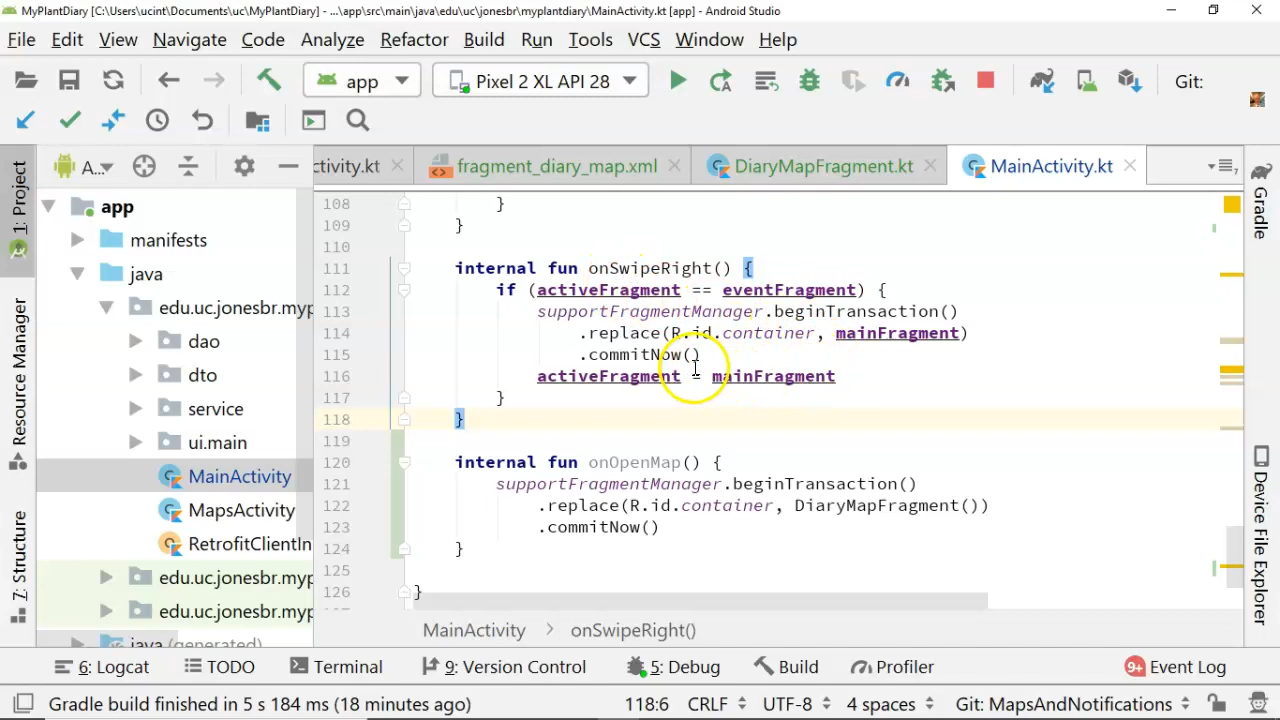 MyPlantDiary [C:\Users\ucint\Documents\uc\MyPlantDiary] - ...\app\src\main\java\edu\uc\jonesbr\myplantdiary\MainActivity.kt [app] - Android Studio
File Edit View Navigate Code Analyze Refactor Build Run Tools VCS Window Help
app Pixel 2 XL API 28 Git:
A... ctivity.kt fragment_diary_map.xml DiaryMapFragment.kt MainActivity.kt
1: Project
Resource Manager
7: Structure
app
manifests
java
edu.uc.jonesbr.myp
dao
dto
service
ui.main
MainActivity
MapsActivity
RetrofitClientIn
edu.uc.jonesbr.myp
edu.uc.jonesbr.myp
java (generated)
108 }
109 }
110
111 internal fun onSwipeRight() {
112 if (activeFragment == eventFragment) {
113 supportFragmentManager.beginTransaction()
114 .replace(R.id.container, mainFragment)
115 .commitNow()
116 activeFragment = mainFragment
117 }
118 }
119
120 internal fun onOpenMap() {
121 supportFragmentManager.beginTransaction()
122 .replace(R.id.container, DiaryMapFragment())
123 .commitNow()
124 }
125
126 }
Gradle
Device File Explorer
MainActivity > onSwipeRight()
6: Logcat TODO Terminal 9: Version Control 5: Debug Build Profiler 9+ Event Log
Gradle build finished in 5 s 184 ms (18 minutes ago) 118:6 CRLF UTF-8 4 spaces Git: MapsAndNotifications